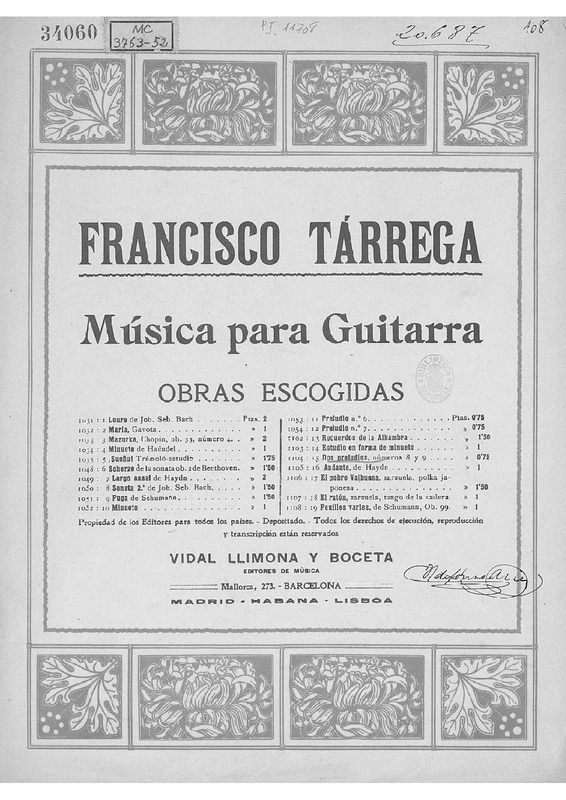 34060
MC
3763-52
20.687
108
FRANCISCO TÁRREGA
Música para Guitarra
OBRAS ESCOGIDAS
1031 : 1 Loure de Joh. Seb. Bach . . . . Ptas. 2
1032 : 2 María, Gavota . . . . » 1
1033 : 3 Mazurka, Chopin, ob. 33, número 4. . » 2
1034 : 4 Minueto de Haëndel . . . . » 1
1035 : 5 Sueño! Trémolo-estudio . . . . » 1'75
1048 : 6 Scherzo de la sonata ob. 2 de Beethoven. » 1'50
1049 : 7 Largo assai de Haydn . . . . » 2
1050 : 8 Sonata 2.ª de Joh. Seb. Bach. . . . » 1'50
1051 : 9 Fuga de Schumann. . . . » 1'50
1052 : 10 Minueto . . . . » 1
1053 : 11 Preludio n.º 6. . . . Ptas. 0'75
1054 : 12 Preludio n.º 7. . . . » 0'75
1102 : 13 Recuerdos de la Alhambra . . . . » 1'50
1103 : 14 Estudio en forma de minueto . . . . » 1
1104 : 15 Dos preludios, números 8 y 9. . . . » 0'71
1105 : 16 Andante, de Haydn . . . . » 1
1106 : 17 El pobre Valbuena, zarzuela, polka ja-
ponesa . . . . » 1'50
1107 : 18 El ratón, zarzuela, tango de la cadera » 1
1108 : 19 Feuilles varies, de Schumann, Ob. 99. » 1
Propiedad de los Editores para todos los países. - Depositado. - Todos los derechos de ejecución, reproducción
y transcripción están reservados
VIDAL LLIMONA Y BOCETA
EDITORES DE MÚSICA
Mallorca, 273. - BARCELONA
MADRID - HABANA - LISBOA